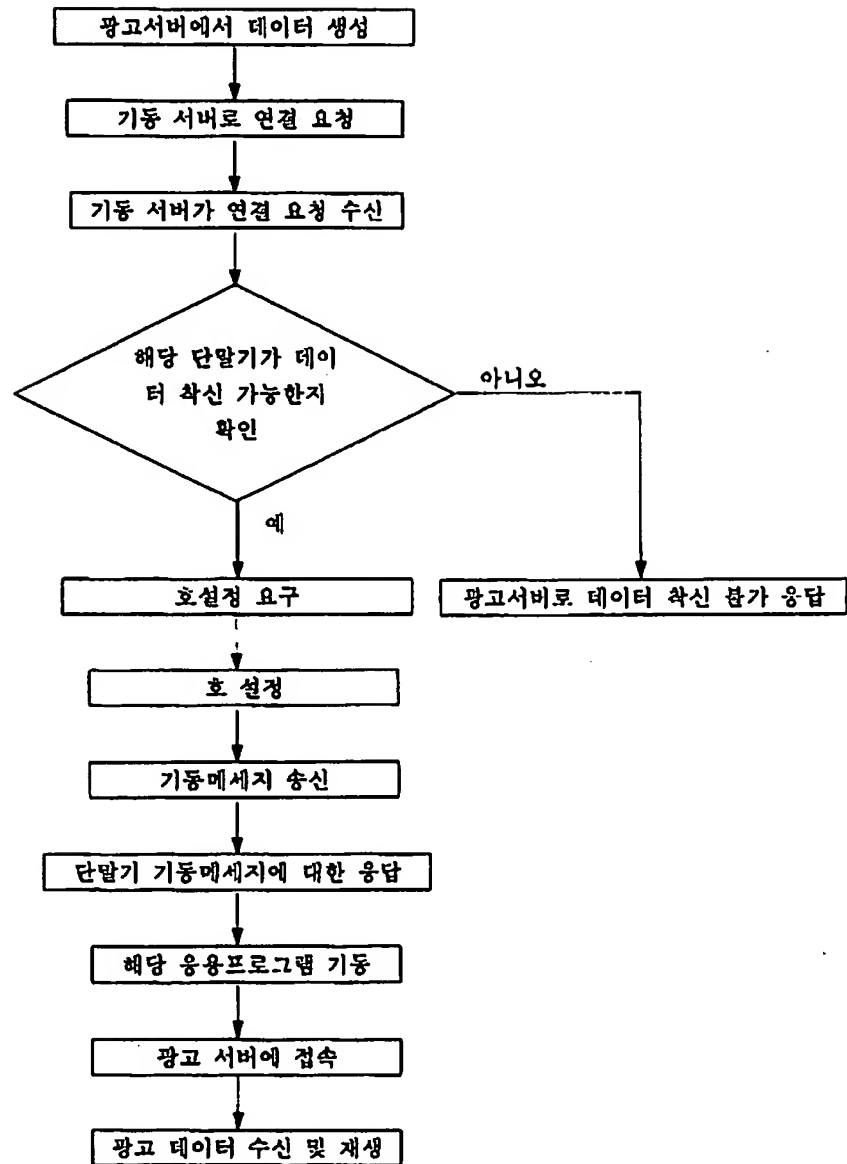 광고서버에서 데이터 생성
기동 서버로 연결 요청
기동 서버가 연결 요청 수신
해당 단말기가 데이
터 착신 가능한지
확인
아니오
예
호설정 요구
광고서버로 데이터 착신 불가 응답
호 설정
기동메세지 송신
단말기 기동메세지에 대한 응답
해당 응용프로그램 기동
광고 서버에 접속
광고 데이터 수신 및 재생